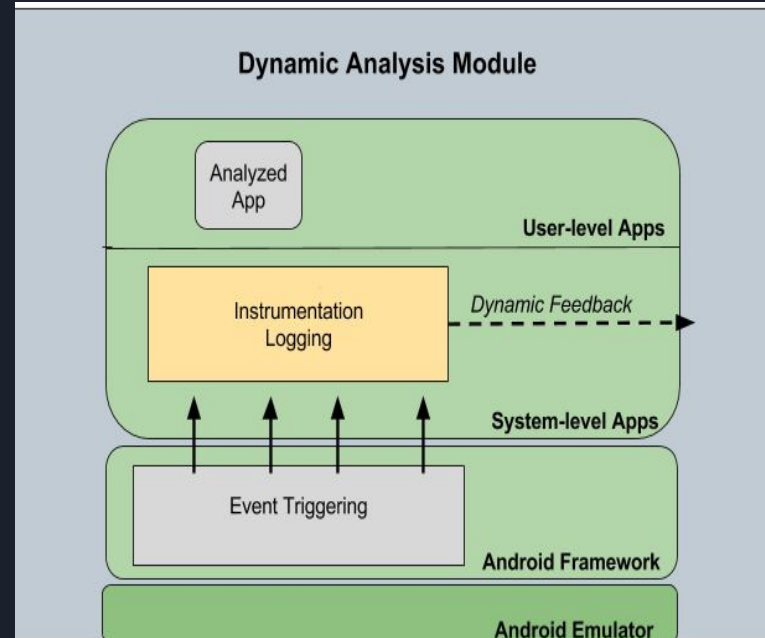 Dynamic Analysis Module
Analyzed
App
User-level Apps
Instrumentation
Logging
Dynamic Feedback
System-level Apps
Event Triggering
Android Framework
Android Emulator